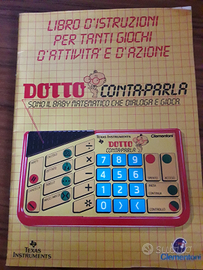 LIBRO D'ISTRUZIONI
PER TANTI GIOCHI
D'ATTIVITA' E D'AZIONE
DOTTO CONTA-PARLA
SONO IL BABY MATEMATICO CHE DIALOGA E GIOCA
TEXAS INSTRUMENTS
Clementoni
DOTTO
CONTA-PARLA
7 8 9
4 5 6
1 2 3
0 > <
TEXAS
INSTRUMENTS
Clementoni